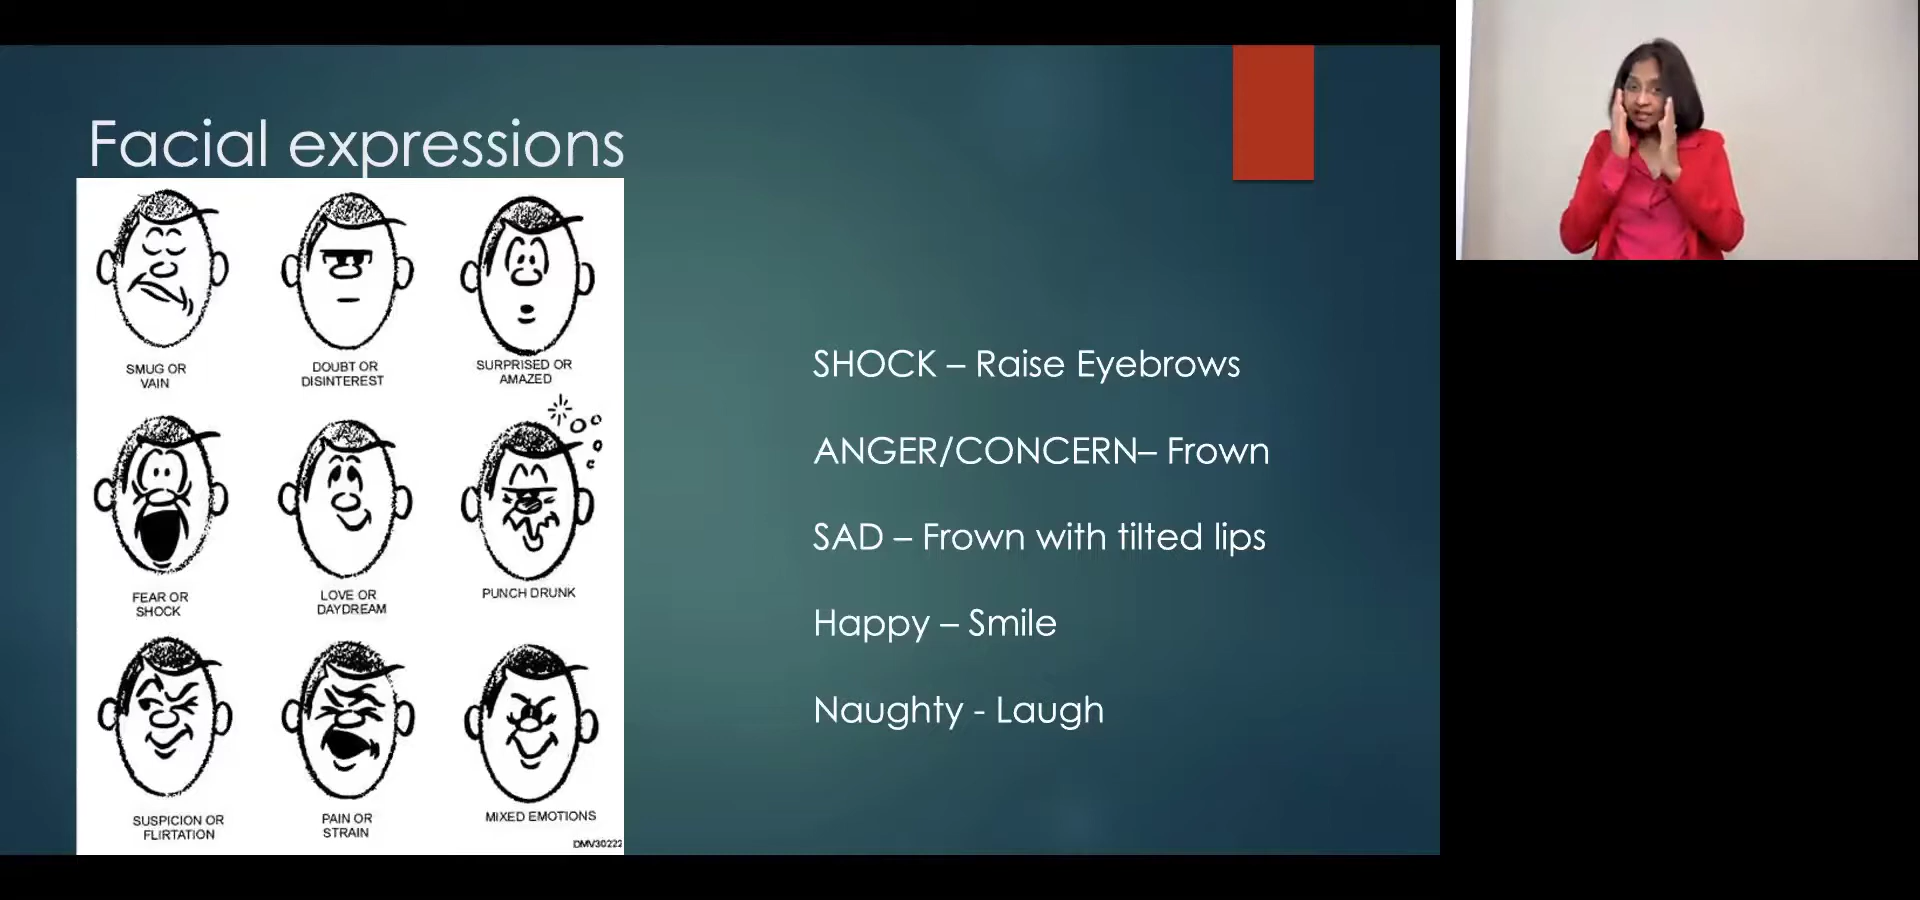 Facial expressions
SMUG OR
VAIN
DOUBT OR
DISINTEREST
SURPRISED OR
AMAZED
FEAR OR
SHOCK
LOVE OR
DAYDREAM
PUNCH DRUNK
SUSPICION OR
FLIRTATION
PAIN OR
STRAIN
MIXED EMOTIONS
DMV30222
SHOCK – Raise Eyebrows
ANGER/CONCERN– Frown
SAD – Frown with tilted lips
Happy – Smile
Naughty - Laugh